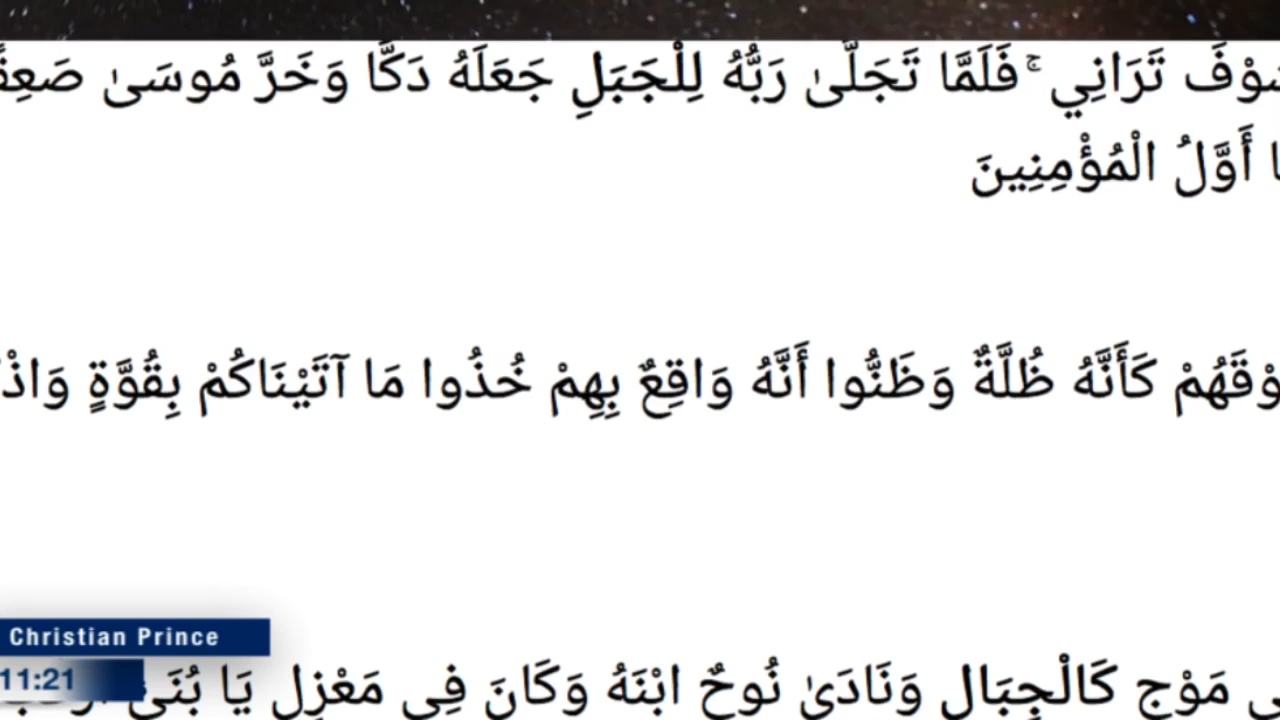 تَرَانِي ۚ فَلَمَّا تَجَلَّىٰ رَبُّهُ لِلْجَبَلِ جَعَلَهُ دَكًّا وَخَرَّ مُوسَىٰ
أَوَّلُ الْمُؤْمِنِينَ
كَأَنَّهُ ظُلَّةٌ وَظَنُّوا أَنَّهُ وَاقِعٌ بِهِمْ خُذُوا مَا آتَيْنَاكُمْ بِقُوَّةٍ
Christian Prince
11:21
مَوْجٍ كَالْجِبَالِ وَنَادَىٰ نُوحٌ ابْنَهُ وَكَانَ فِي مَعْزِلٍ يَا بُنَيَّ